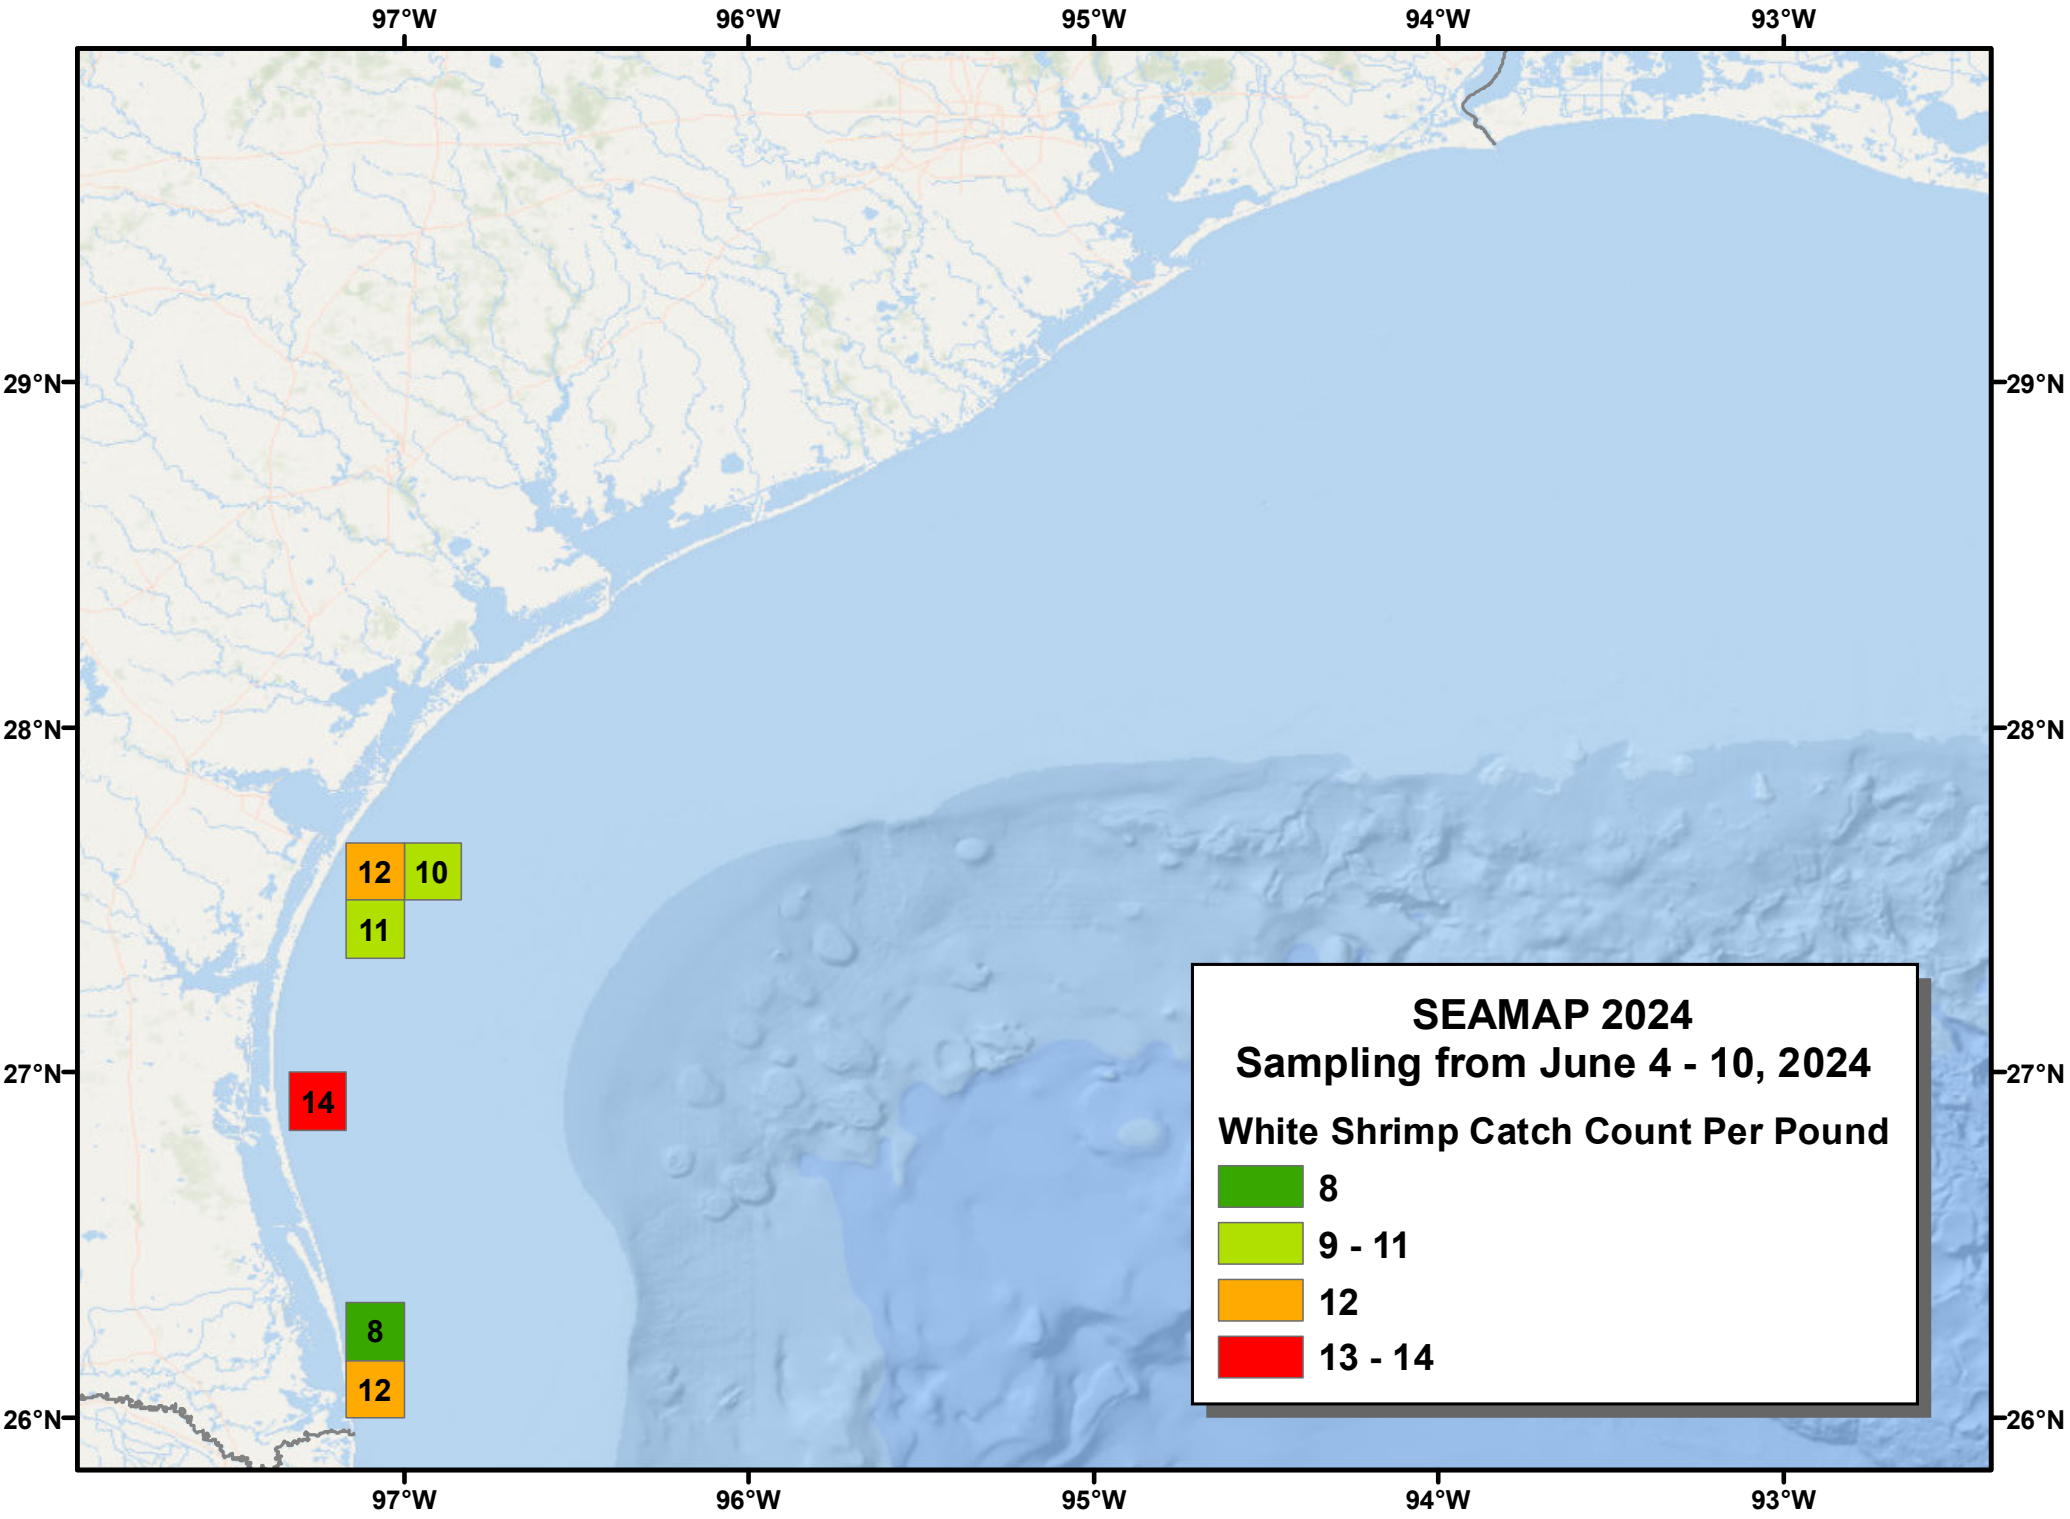 97°W 96°W 95°W 94°W 93°W
29°N 29°N
28°N 28°N
12 10
11
SEAMAP 2024
Sampling from June 4 - 10, 2024
27°N 27°N
14
White Shrimp Catch Count Per Pound
8
9 - 11
12
13 - 14
8
12
26°N 26°N
97°W 96°W 95°W 94°W 93°W